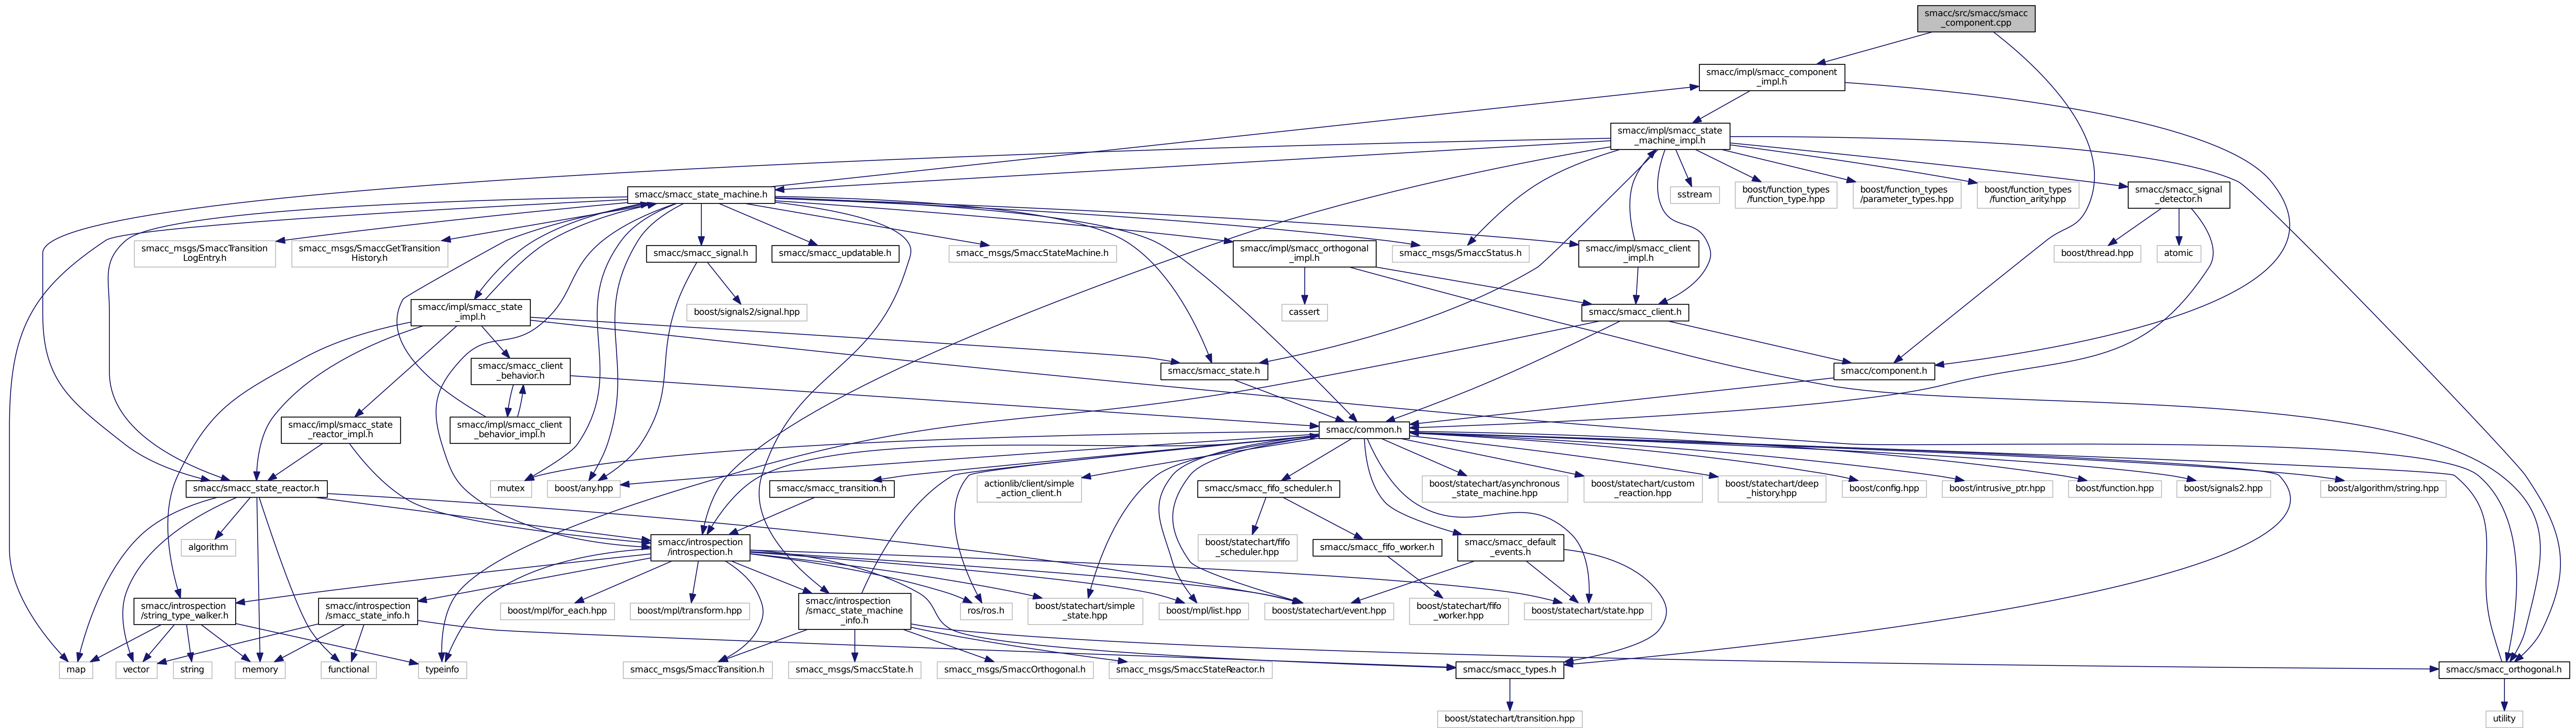 smacc/src/smacc/smacc
_component.cpp
smacc/impl/smacc_component
_impl.h
smacc/impl/smacc_state
_machine_impl.h
smacc/smacc_state_machine.h
sstream
boost/function_types
/function_type.hpp
boost/function_types
/parameter_types.hpp
boost/function_types
/function_arity.hpp
smacc/smacc_signal
_detector.h
smacc_msgs/SmaccTransition
LogEntry.h
smacc_msgs/SmaccGetTransition
History.h
smacc/smacc_signal.h
smacc/smacc_updatable.h
smacc_msgs/SmaccStateMachine.h
smacc/impl/smacc_orthogonal
_impl.h
smacc_msgs/SmaccStatus.h
smacc/impl/smacc_client
_impl.h
boost/thread.hpp
atomic
smacc/impl/smacc_state
_impl.h
boost/signals2/signal.hpp
cassert
smacc/smacc_client.h
smacc/smacc_client
_behavior.h
smacc/smacc_state.h
smacc/component.h
smacc/impl/smacc_state
_reactor_impl.h
smacc/impl/smacc_client
_behavior_impl.h
smacc/common.h
smacc/smacc_state_reactor.h
mutex
boost/any.hpp
smacc/smacc_transition.h
actionlib/client/simple
_action_client.h
smacc/smacc_fifo_scheduler.h
boost/statechart/asynchronous
_state_machine.hpp
boost/statechart/custom
_reaction.hpp
boost/statechart/deep
_history.hpp
boost/config.hpp
boost/intrusive_ptr.hpp
boost/function.hpp
boost/signals2.hpp
boost/algorithm/string.hpp
algorithm
smacc/introspection
/introspection.h
boost/statechart/fifo
_scheduler.hpp
smacc/smacc_fifo_worker.h
smacc/smacc_default
_events.h
smacc/introspection
/string_type_walker.h
smacc/introspection
/smacc_state_info.h
boost/mpl/for_each.hpp
boost/mpl/transform.hpp
smacc/introspection
/smacc_state_machine
_info.h
ros/ros.h
boost/statechart/simple
_state.hpp
boost/mpl/list.hpp
boost/statechart/event.hpp
boost/statechart/fifo
_worker.hpp
boost/statechart/state.hpp
map
vector
string
memory
functional
typeinfo
smacc_msgs/SmaccTransition.h
smacc_msgs/SmaccState.h
smacc_msgs/SmaccOrthogonal.h
smacc_msgs/SmaccStateReactor.h
smacc/smacc_types.h
smacc/smacc_orthogonal.h
boost/statechart/transition.hpp
utility